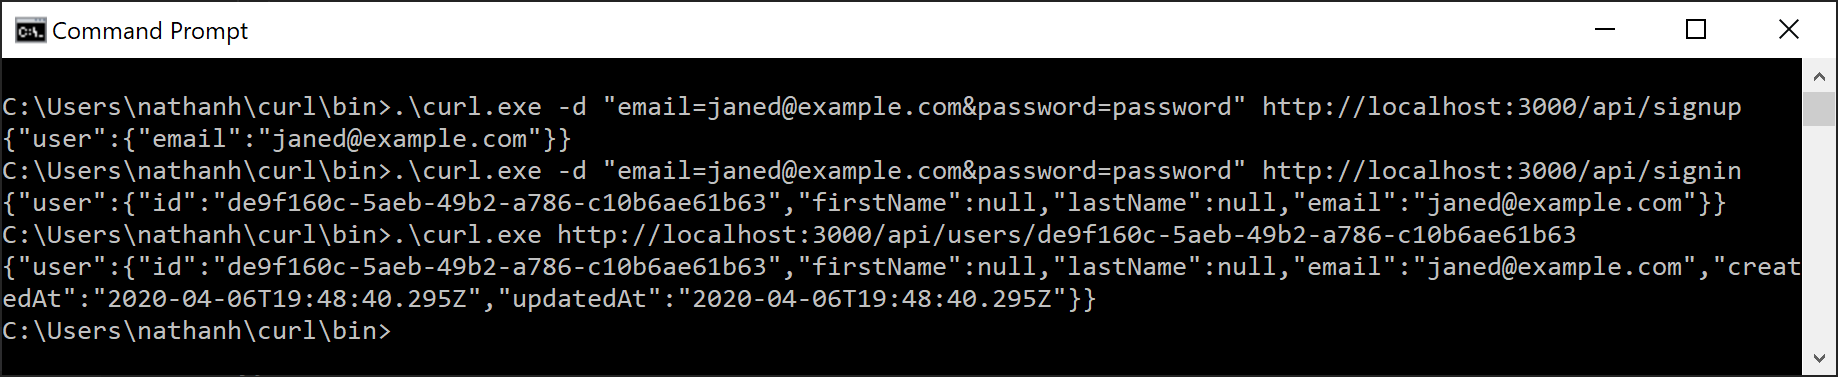 Command Prompt
C:\Users\nathanh\curl\bin>.\curl.exe -d "email=janed@example.com&password=password" http://localhost:3000/api/signup
{"user":{"email":"janed@example.com"}}
C:\Users\nathanh\curl\bin>.\curl.exe -d "email=janed@example.com&password=password" http://localhost:3000/api/signin
{"user":{"id":"de9f160c-5aeb-49b2-a786-c10b6ae61b63","firstName":null,"lastName":null,"email":"janed@example.com"}}
C:\Users\nathanh\curl\bin>.\curl.exe http://localhost:3000/api/users/de9f160c-5aeb-49b2-a786-c10b6ae61b63
{"user":{"id":"de9f160c-5aeb-49b2-a786-c10b6ae61b63","firstName":null,"lastName":null,"email":"janed@example.com","creat
edAt":"2020-04-06T19:48:40.295Z","updatedAt":"2020-04-06T19:48:40.295Z"}}
C:\Users\nathanh\curl\bin>